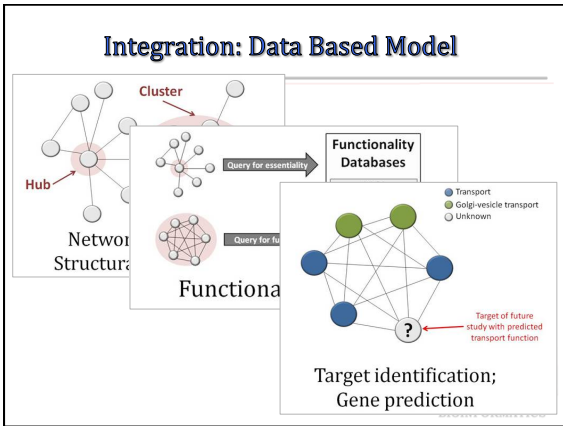 Integration: Data Based Model
Cluster
Hub
Structura
Query for essentiality
Functionality
Databases
Query for fu
Functiona
Transport
Golgi-vesicle transport
Unknown
?
Target of future
study with predicted
transport function
Target identification;
Gene prediction